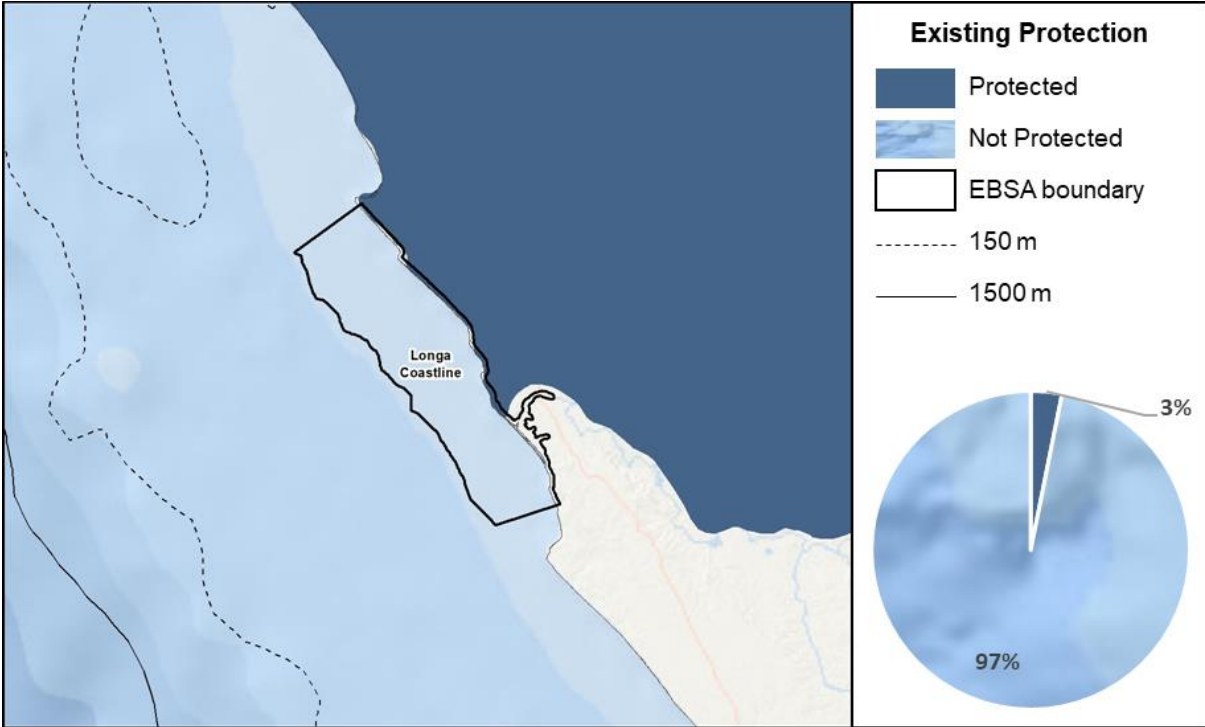 Longa
Coastline
Existing Protection
Protected
Not Protected
EBSA boundary
150 m
1500 m
3%
97%